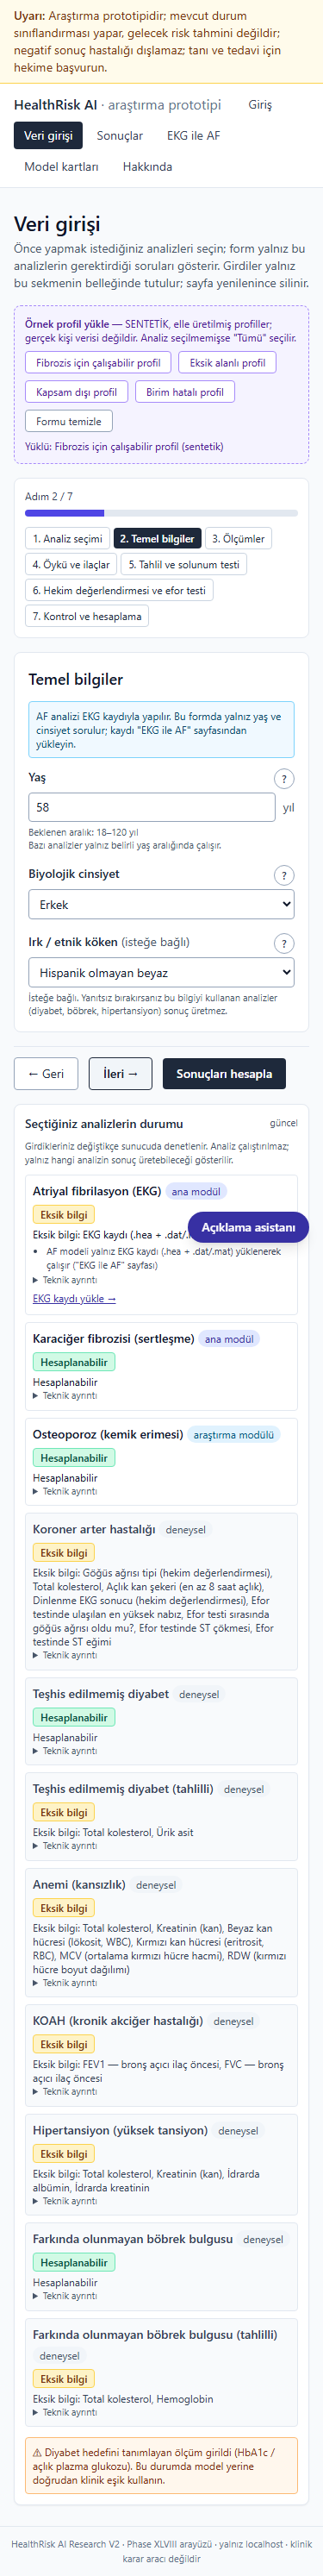 Uyarı: Araştırma prototipidir; mevcut durum
sınıflandırması yapar, gelecek risk tahmini değildir;
negatif sonuç hastalığı dışlamaz; tanı ve tedavi için
hekime başvurun.
HealthRisk AI · araştırma prototipi Giriş
Veri girişi Sonuçlar EKG ile AF
Model kartları Hakkında
Veri girişi
Önce yapmak istediğiniz analizleri seçin; form yalnız bu
analizlerin gerektirdiği soruları gösterir. Girdiler yalnız
bu sekmenin belleğinde tutulur; sayfa yenilenince silinir.
Örnek profil yükle — SENTETİK, elle üretilmiş profiller;
gerçek kişi verisi değildir. Analiz seçilmemişse "Tümü" seçilir.
Fibrozis için çalışabilir profil Eksik alanlı profil
Kapsam dışı profil Birim hatalı profil
Formu temizle
Yüklü: Fibrozis için çalışabilir profil (sentetik)
Adım 2 / 7
1. Analiz seçimi 2. Temel bilgiler 3. Ölçümler
4. Öykü ve ilaçlar 5. Tahlil ve solunum testi
6. Hekim değerlendirmesi ve efor testi
7. Kontrol ve hesaplama
Temel bilgiler
AF analizi EKG kaydıyla yapılır. Bu formda yalnız yaş ve
cinsiyet sorulur; kaydı "EKG ile AF" sayfasından
yükleyin.
Yaş ?
58 yıl
Beklenen aralık: 18–120 yıl
Bazı analizler yalnız belirli yaş aralığında çalışır.
Biyolojik cinsiyet ?
Erkek
Irk / etnik köken (isteğe bağlı) ?
Hispanik olmayan beyaz
İsteğe bağlı. Yanıtsız bırakırsanız bu bilgiyi kullanan analizler
(diyabet, böbrek, hipertansiyon) sonuç üretmez.
← Geri İleri → Sonuçları hesapla
Seçtiğiniz analizlerin durumu güncel
Girdikleriniz değiştikçe sunucuda denetlenir. Analiz çalıştırılmaz;
yalnız hangi analizin sonuç üretebileceği gösterilir.
Atriyal fibrilasyon (EKG) ana modül
Eksik bilgi
Açıklama asistanı
Eksik bilgi: EKG kaydı (.hea + .dat/.
AF modeli yalnız EKG kaydı (.hea + .dat/.mat) yüklenerek
çalışır ("EKG ile AF" sayfası)
Teknik ayrıntı
EKG kaydı yükle →
Karaciğer fibrozisi (sertleşme) ana modül
Hesaplanabilir
Hesaplanabilir
Teknik ayrıntı
Osteoporoz (kemik erimesi) araştırma modülü
Hesaplanabilir
Hesaplanabilir
Teknik ayrıntı
Koroner arter hastalığı deneysel
Eksik bilgi
Eksik bilgi: Göğüs ağrısı tipi (hekim değerlendirmesi),
Total kolesterol, Açlık kan şekeri (en az 8 saat açlık),
Dinlenme EKG sonucu (hekim değerlendirmesi), Efor
testinde ulaşılan en yüksek nabız, Efor testi sırasında
göğüs ağrısı oldu mu?, Efor testinde ST çökmesi, Efor
testinde ST eğimi
Teknik ayrıntı
Teşhis edilmemiş diyabet deneysel
Hesaplanabilir
Hesaplanabilir
Teknik ayrıntı
Teşhis edilmemiş diyabet (tahlilli) deneysel
Eksik bilgi
Eksik bilgi: Total kolesterol, Ürik asit
Teknik ayrıntı
Anemi (kansızlık) deneysel
Eksik bilgi
Eksik bilgi: Total kolesterol, Kreatinin (kan), Beyaz kan
hücresi (lökosit, WBC), Kırmızı kan hücresi (eritrosit,
RBC), MCV (ortalama kırmızı hücre hacmi), RDW (kırmızı
hücre boyut dağılımı)
Teknik ayrıntı
KOAH (kronik akciğer hastalığı) deneysel
Eksik bilgi
Eksik bilgi: FEV1 — bronş açıcı ilaç öncesi, FVC — bronş
açıcı ilaç öncesi
Teknik ayrıntı
Hipertansiyon (yüksek tansiyon) deneysel
Eksik bilgi
Eksik bilgi: Total kolesterol, Kreatinin (kan), İdrarda
albümin, İdrarda kreatinin
Teknik ayrıntı
Farkında olunmayan böbrek bulgusu deneysel
Hesaplanabilir
Hesaplanabilir
Teknik ayrıntı
Farkında olunmayan böbrek bulgusu (tahlilli)
deneysel
Eksik bilgi
Eksik bilgi: Total kolesterol, Hemoglobin
Teknik ayrıntı
⚠ Diyabet hedefini tanımlayan ölçüm girildi (HbA1c /
açlık plazma glukozu). Bu durumda model yerine
doğrudan klinik eşik kullanın.
HealthRisk AI Research V2 · Phase XLVIII arayüzü · yalnız localhost · klinik
karar aracı değildir